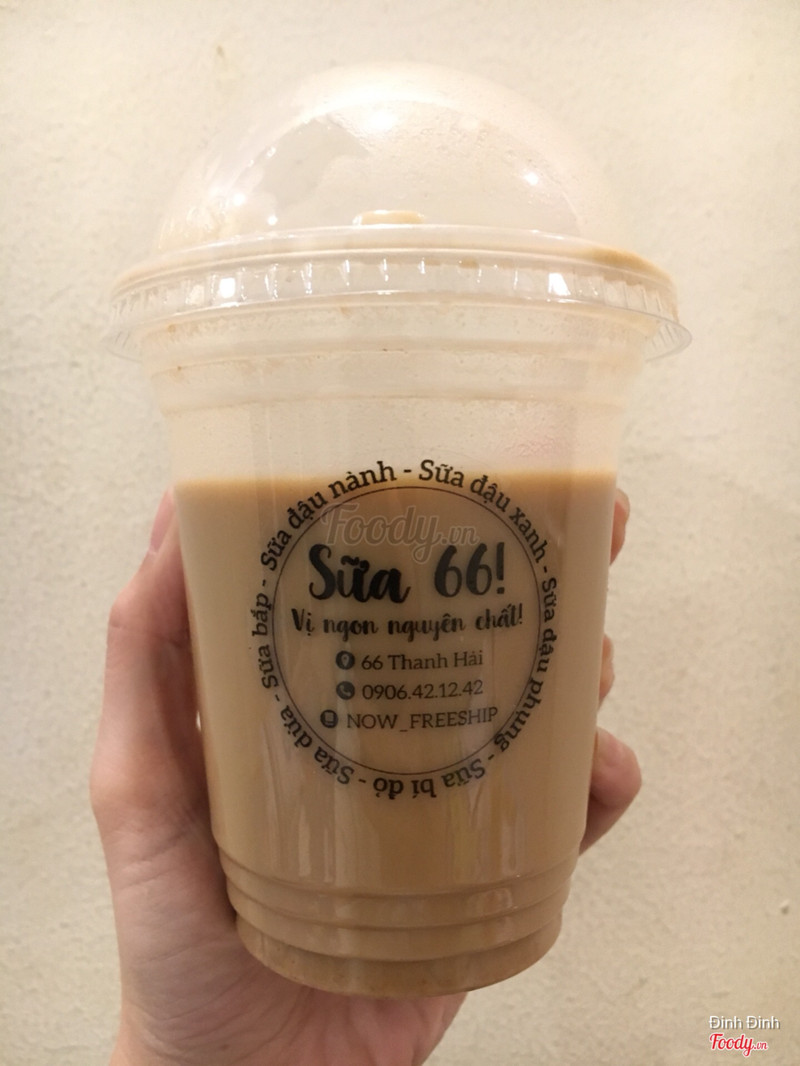 Sữa đậu nành - Sữa đậu xanh - Sữa đậu phụng - Sữa bí đỏ - Sữa dừa - Sữa bắp -
Foody.vn
Sữa 66!
Vị ngon nguyên chất!
66 Thanh Hải
0906.42.12.42
NOW_FREESHIP
Đinh Đinh
Foody.vn